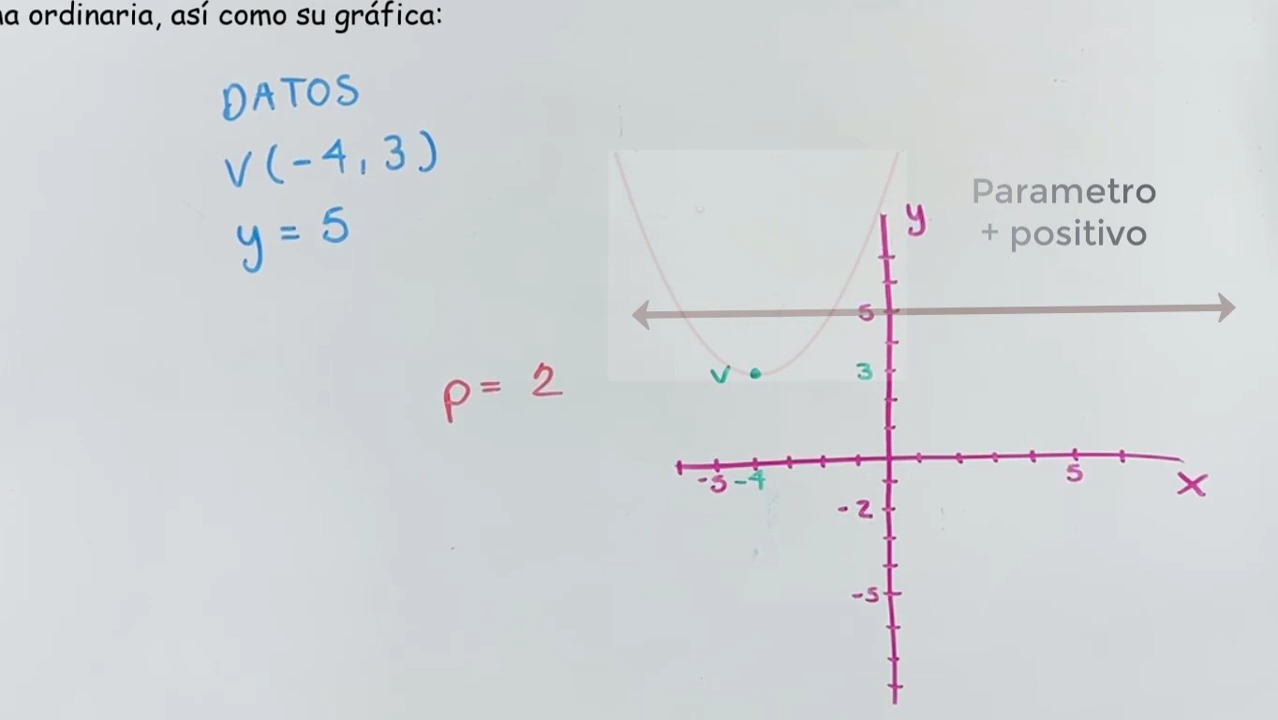 ordinaria, así como su gráfica:
DATOS
V(-4, 3)
y = 5
Parametro
+ positivo
y
5
V
3
p = 2
-5
-4
5
x
-2
-5